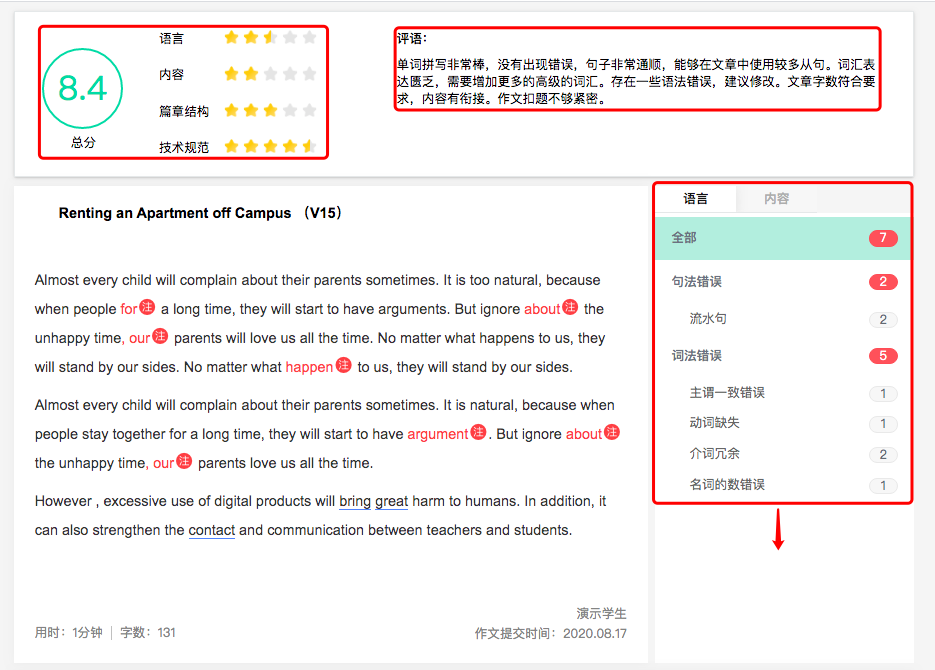 语言
内容
8.4
篇章结构
总分
技术规范
评语：
单词拼写非常棒，没有出现错误，句子非常通顺，能够在文章中使用较多从句。词汇表
达匮乏，需要增加更多的高级的词汇。存在一些语法错误，建议修改。文章字数符合要
求，内容有衔接。作文扣题不够紧密。
Renting an Apartment off Campus （V15）
Almost every child will complain about their parents sometimes. It is too natural, because
when people for注 a long time, they will start to have arguments. But ignore about注 the
unhappy time, our注 parents will love us all the time. No matter what happens to us, they
will stand by our sides. No matter what happen注 to us, they will stand by our sides.
Almost every child will complain about their parents sometimes. It is natural, because when
people stay together for a long time, they will start to have argument注. But ignore about注
the unhappy time, our注 parents love us all the time.
However , excessive use of digital products will bring great harm to humans. In addition, it
can also strengthen the contact and communication between teachers and students.
演示学生
用时：1分钟 | 字数：131
作文提交时间：2020.08.17
语言 内容
全部 7
句法错误 2
流水句 2
词法错误 5
主谓一致错误 1
动词缺失 1
介词冗余 2
名词的数错误 1